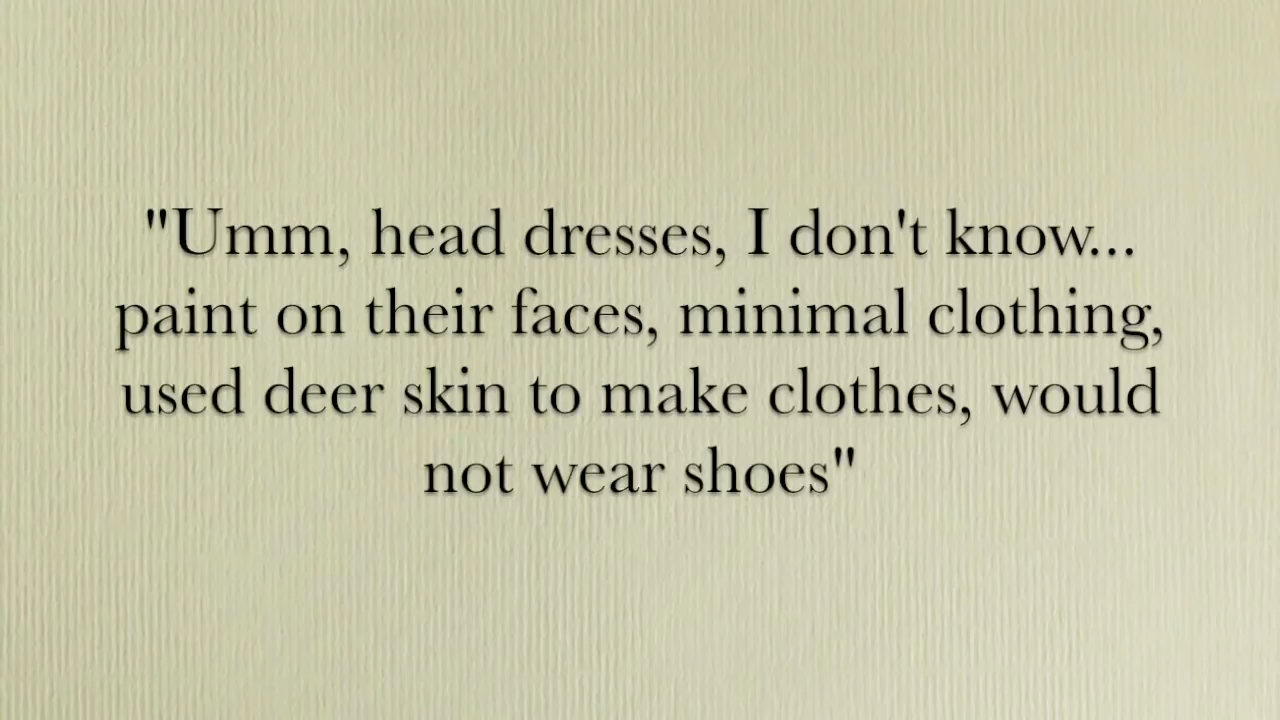 "Umm, head dresses, I don't know...
paint on their faces, minimal clothing,
used deer skin to make clothes, would
not wear shoes"